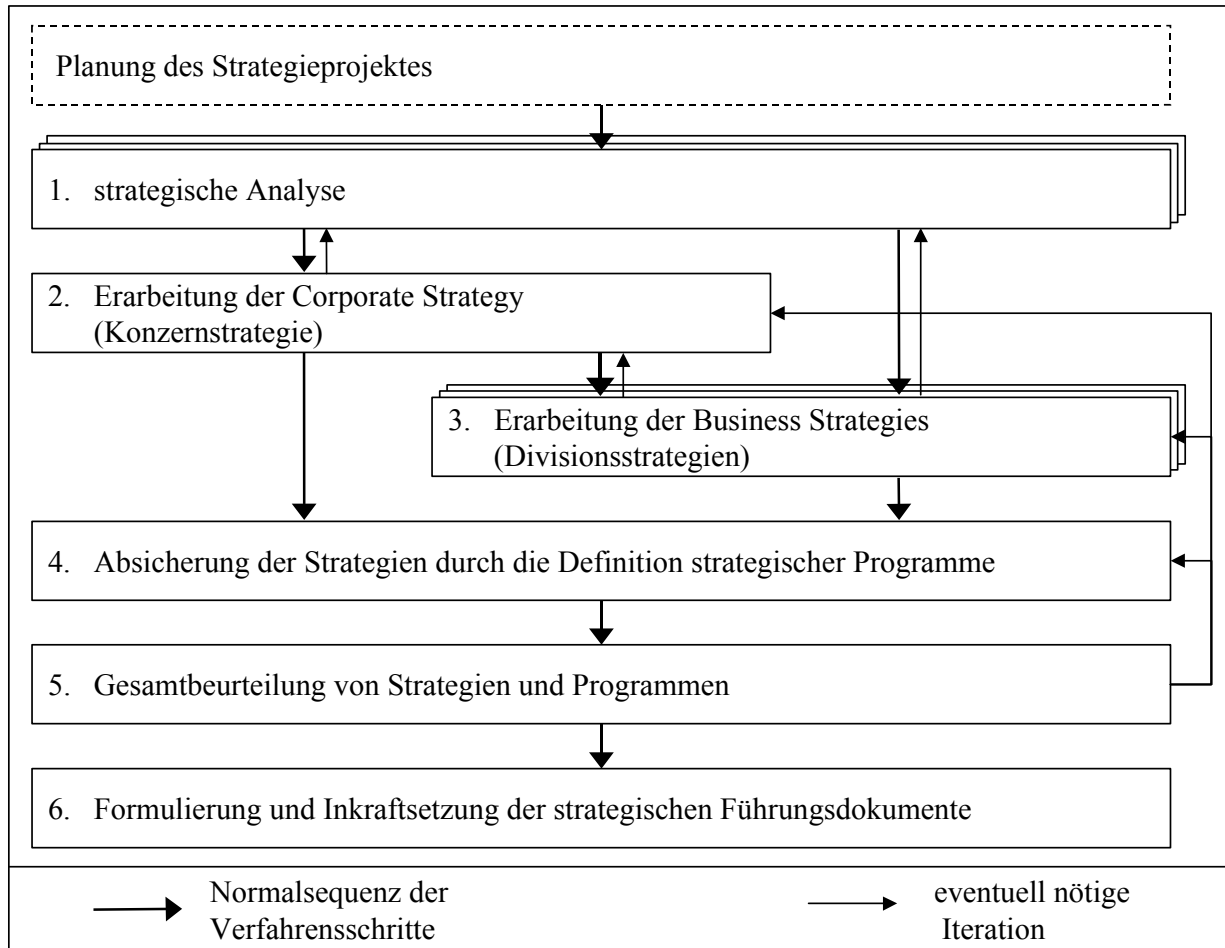 Planung des Strategieprojektes
1. strategische Analyse
2. Erarbeitung der Corporate Strategy
(Konzernstrategie)
3. Erarbeitung der Business Strategies
(Divisionsstrategien)
4. Absicherung der Strategien durch die Definition strategischer Programme
5. Gesamtbeurteilung von Strategien und Programmen
6. Formulierung und Inkraftsetzung der strategischen Führungsdokumente
Normalsequenz der
Verfahrensschritte
eventuell nötige
Iteration